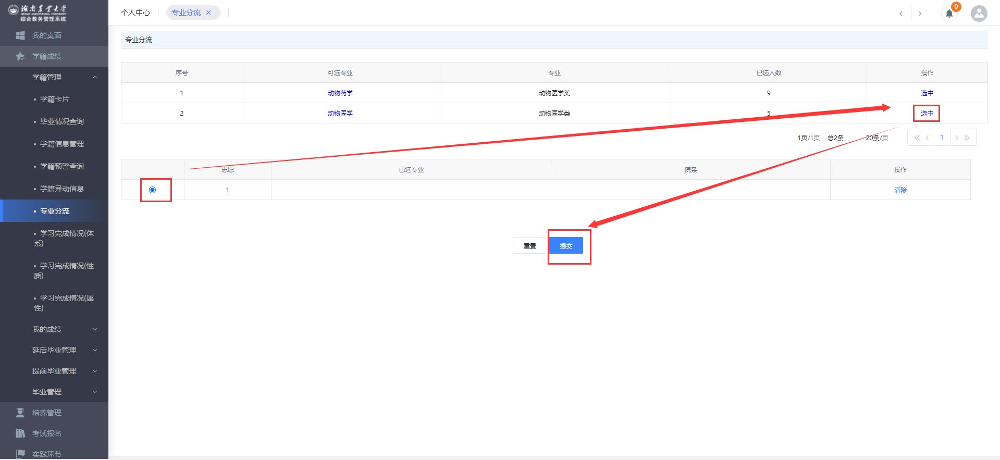 湖南农业大学
HUNAN AGRICULTURAL UNIVERSITY
综合教务管理系统
个人中心
专业分流
0
我的桌面
学籍成绩
学籍管理
学籍卡片
毕业情况查询
学籍信息管理
学籍预警查询
学籍异动信息
专业分流
学习完成情况(体
系)
学习完成情况(性
质)
学习完成情况(属
性)
我的成绩
延后毕业管理
提前毕业管理
毕业管理
培养管理
考试报名
实践环节
专业分流
序号 可选专业 专业 已选人数 操作
1 动物药学 动物医学类 9 选中
2 动物医学 动物医学类 5 选中
1页/1页 总2条 20条/页 1
志愿 已选专业 院系 操作
1 清除
重置 提交